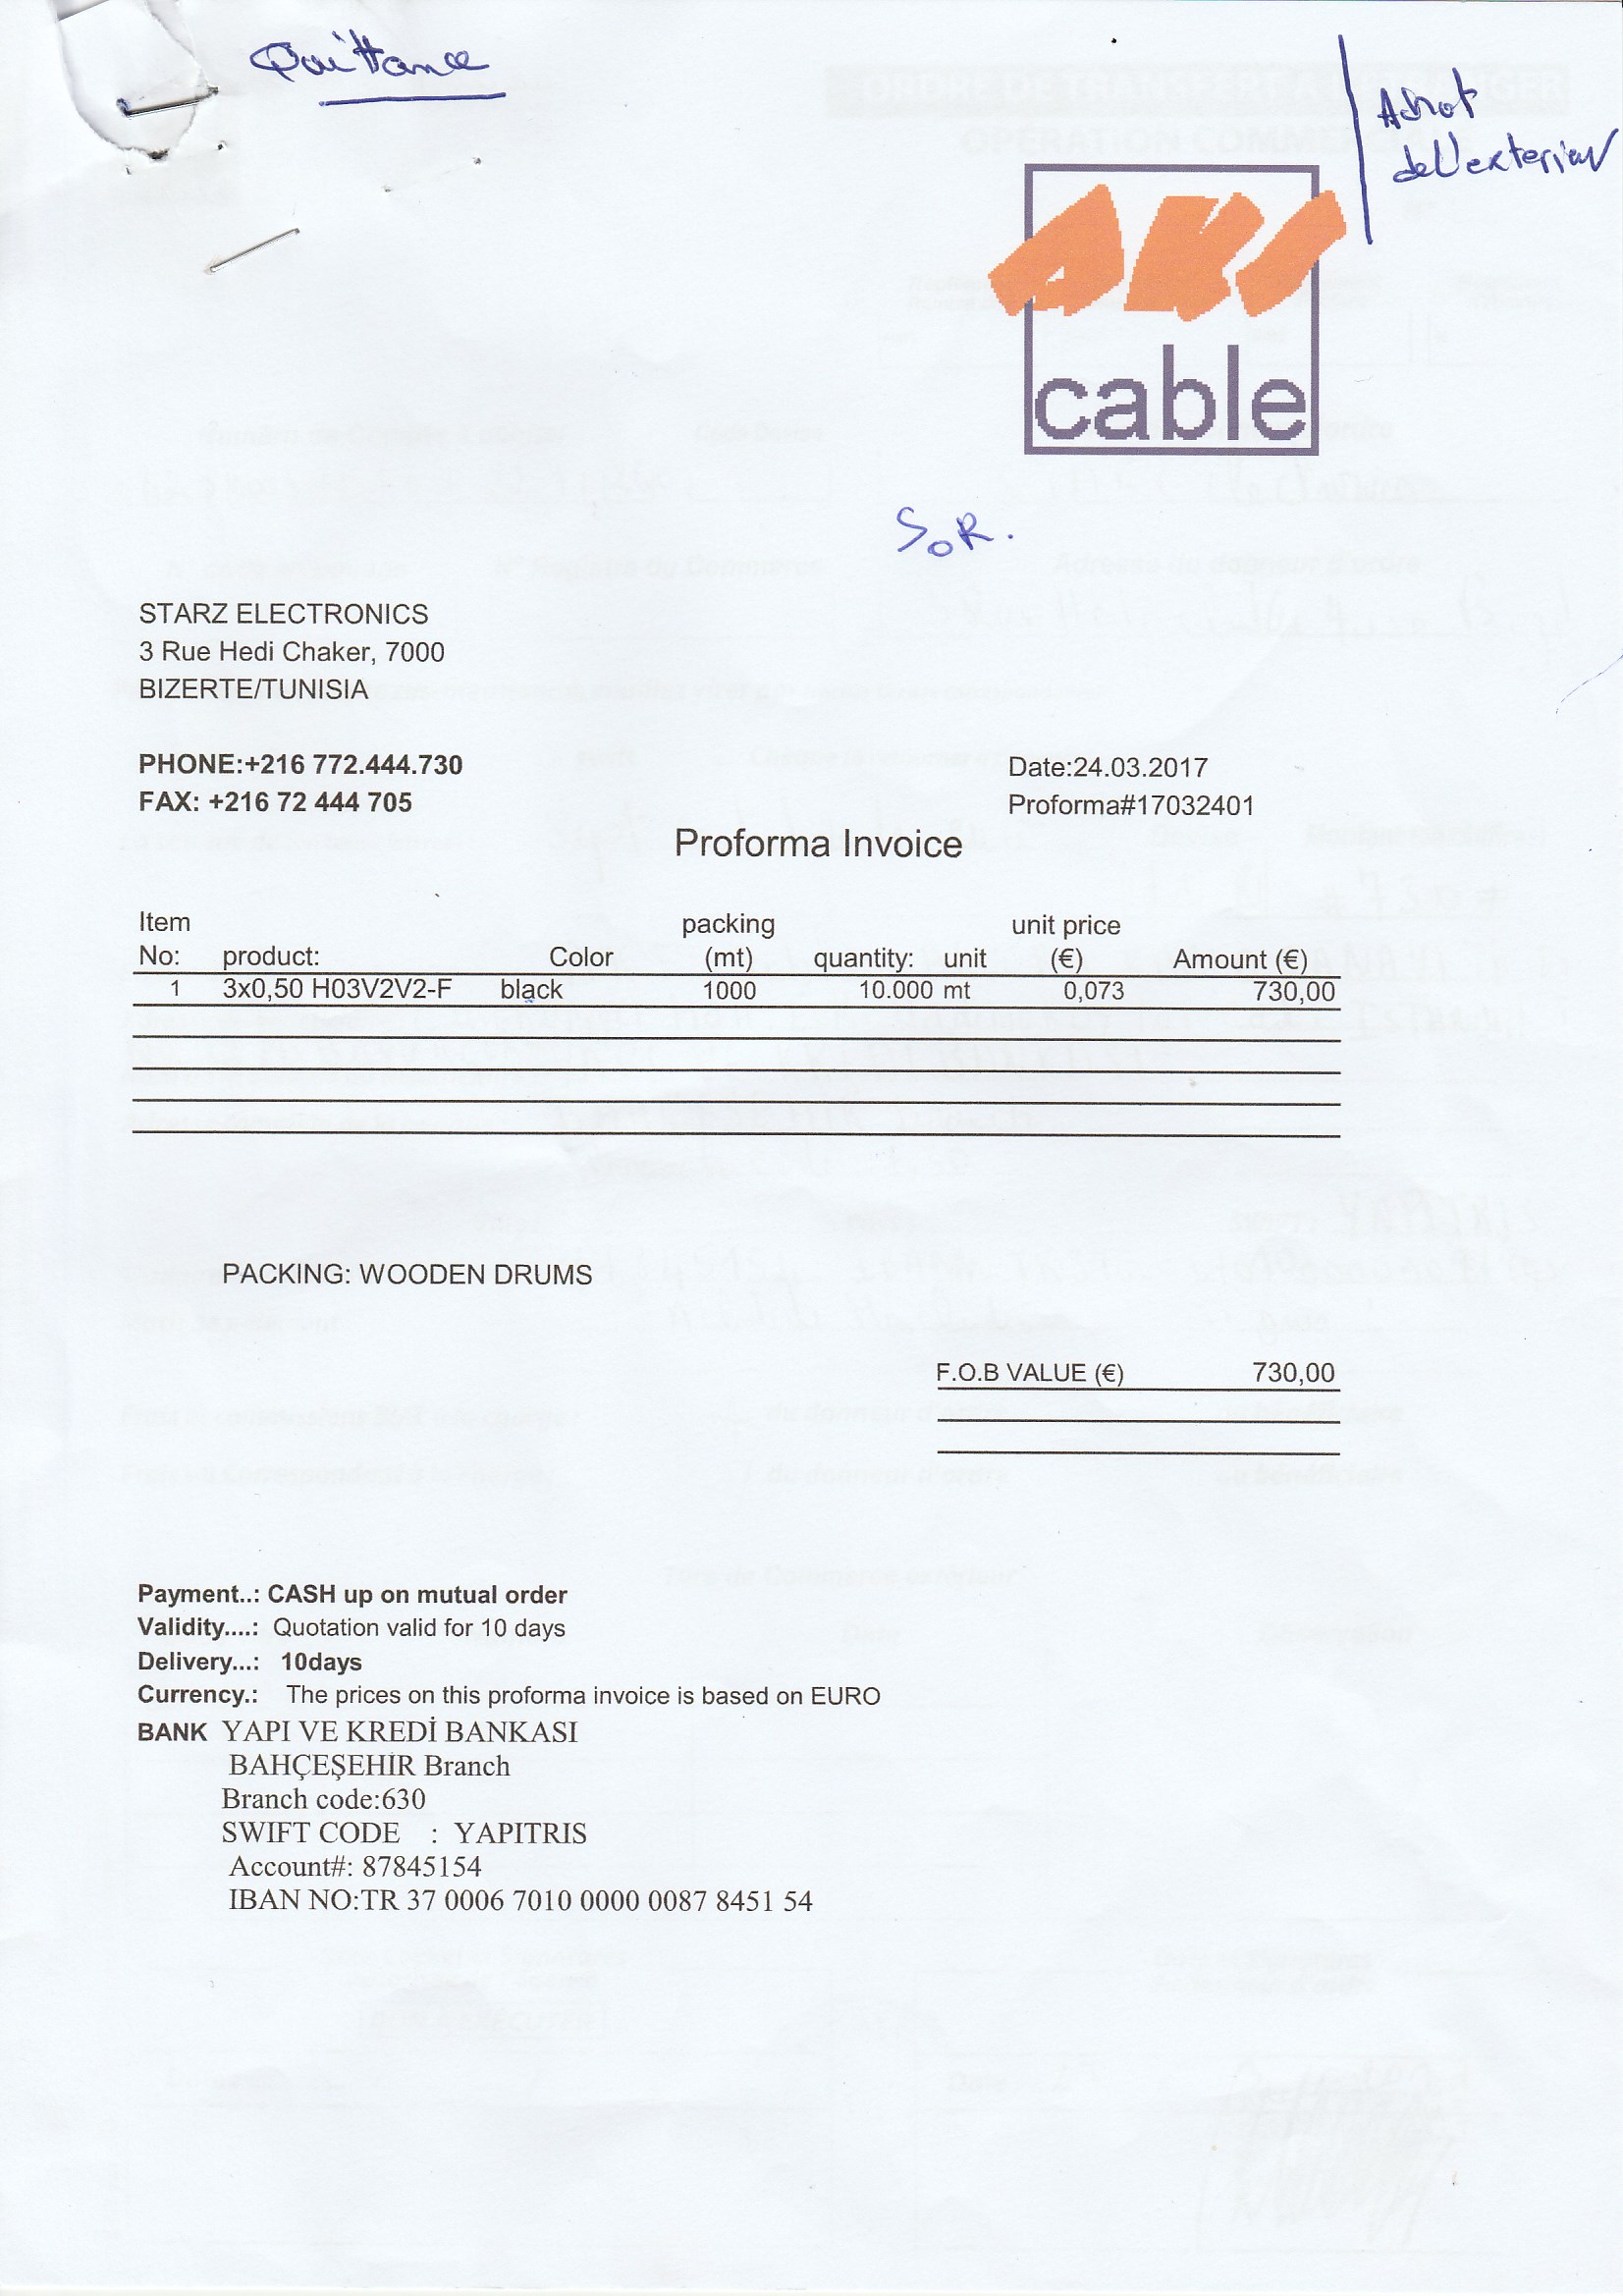 Quittance
Achat
de l'exterieur
AKS
cable
SoR.
STARZ ELECTRONICS
3 Rue Hedi Chaker, 7000
BIZERTE/TUNISIA
PHONE:+216 772.444.730
FAX: +216 72 444 705
Date:24.03.2017
Proforma#17032401
Proforma Invoice
Item No: product: Color packing (mt) quantity: unit unit price (€) Amount (€)
1 3x0,50 H03V2V2-F black 1000 10.000 mt 0,073 730,00
PACKING: WOODEN DRUMS
F.O.B VALUE (€) 730,00
Payment..: CASH up on mutual order
Validity....: Quotation valid for 10 days
Delivery...: 10days
Currency.: The prices on this proforma invoice is based on EURO
BANK YAPI VE KREDİ BANKASI
BAHÇEŞEHİR Branch
Branch code:630
SWIFT CODE : YAPITRIS
Account#: 87845154
IBAN NO:TR 37 0006 7010 0000 0087 8451 54